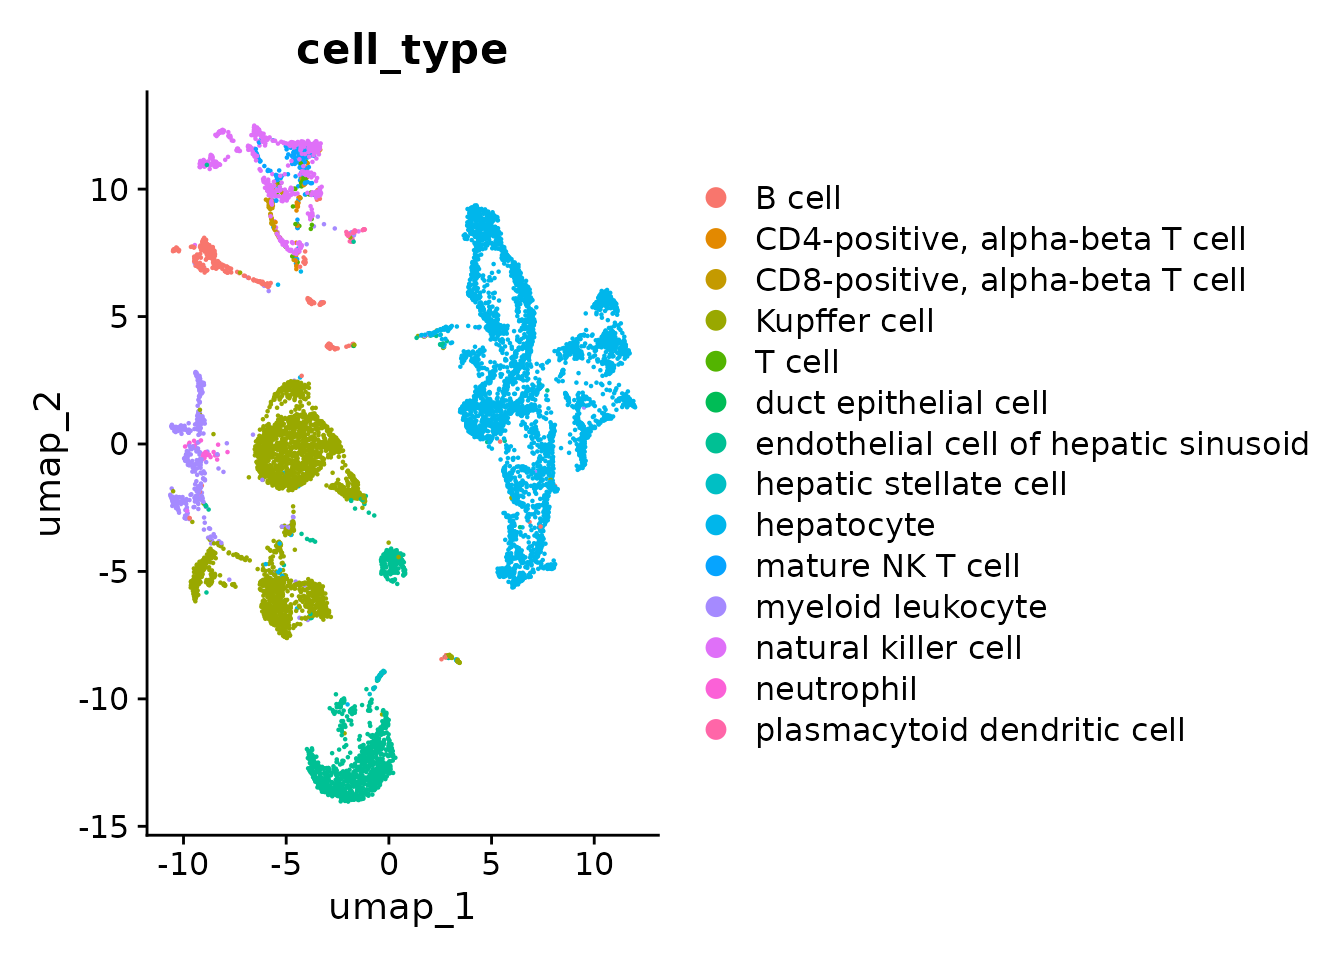 cell_type
umap_2
10
5
0
-5
-10
-15
-10 -5 0 5 10
umap_1
B cell
CD4-positive, alpha-beta T cell
CD8-positive, alpha-beta T cell
Kupffer cell
T cell
duct epithelial cell
endothelial cell of hepatic sinusoid
hepatic stellate cell
hepatocyte
mature NK T cell
myeloid leukocyte
natural killer cell
neutrophil
plasmacytoid dendritic cell